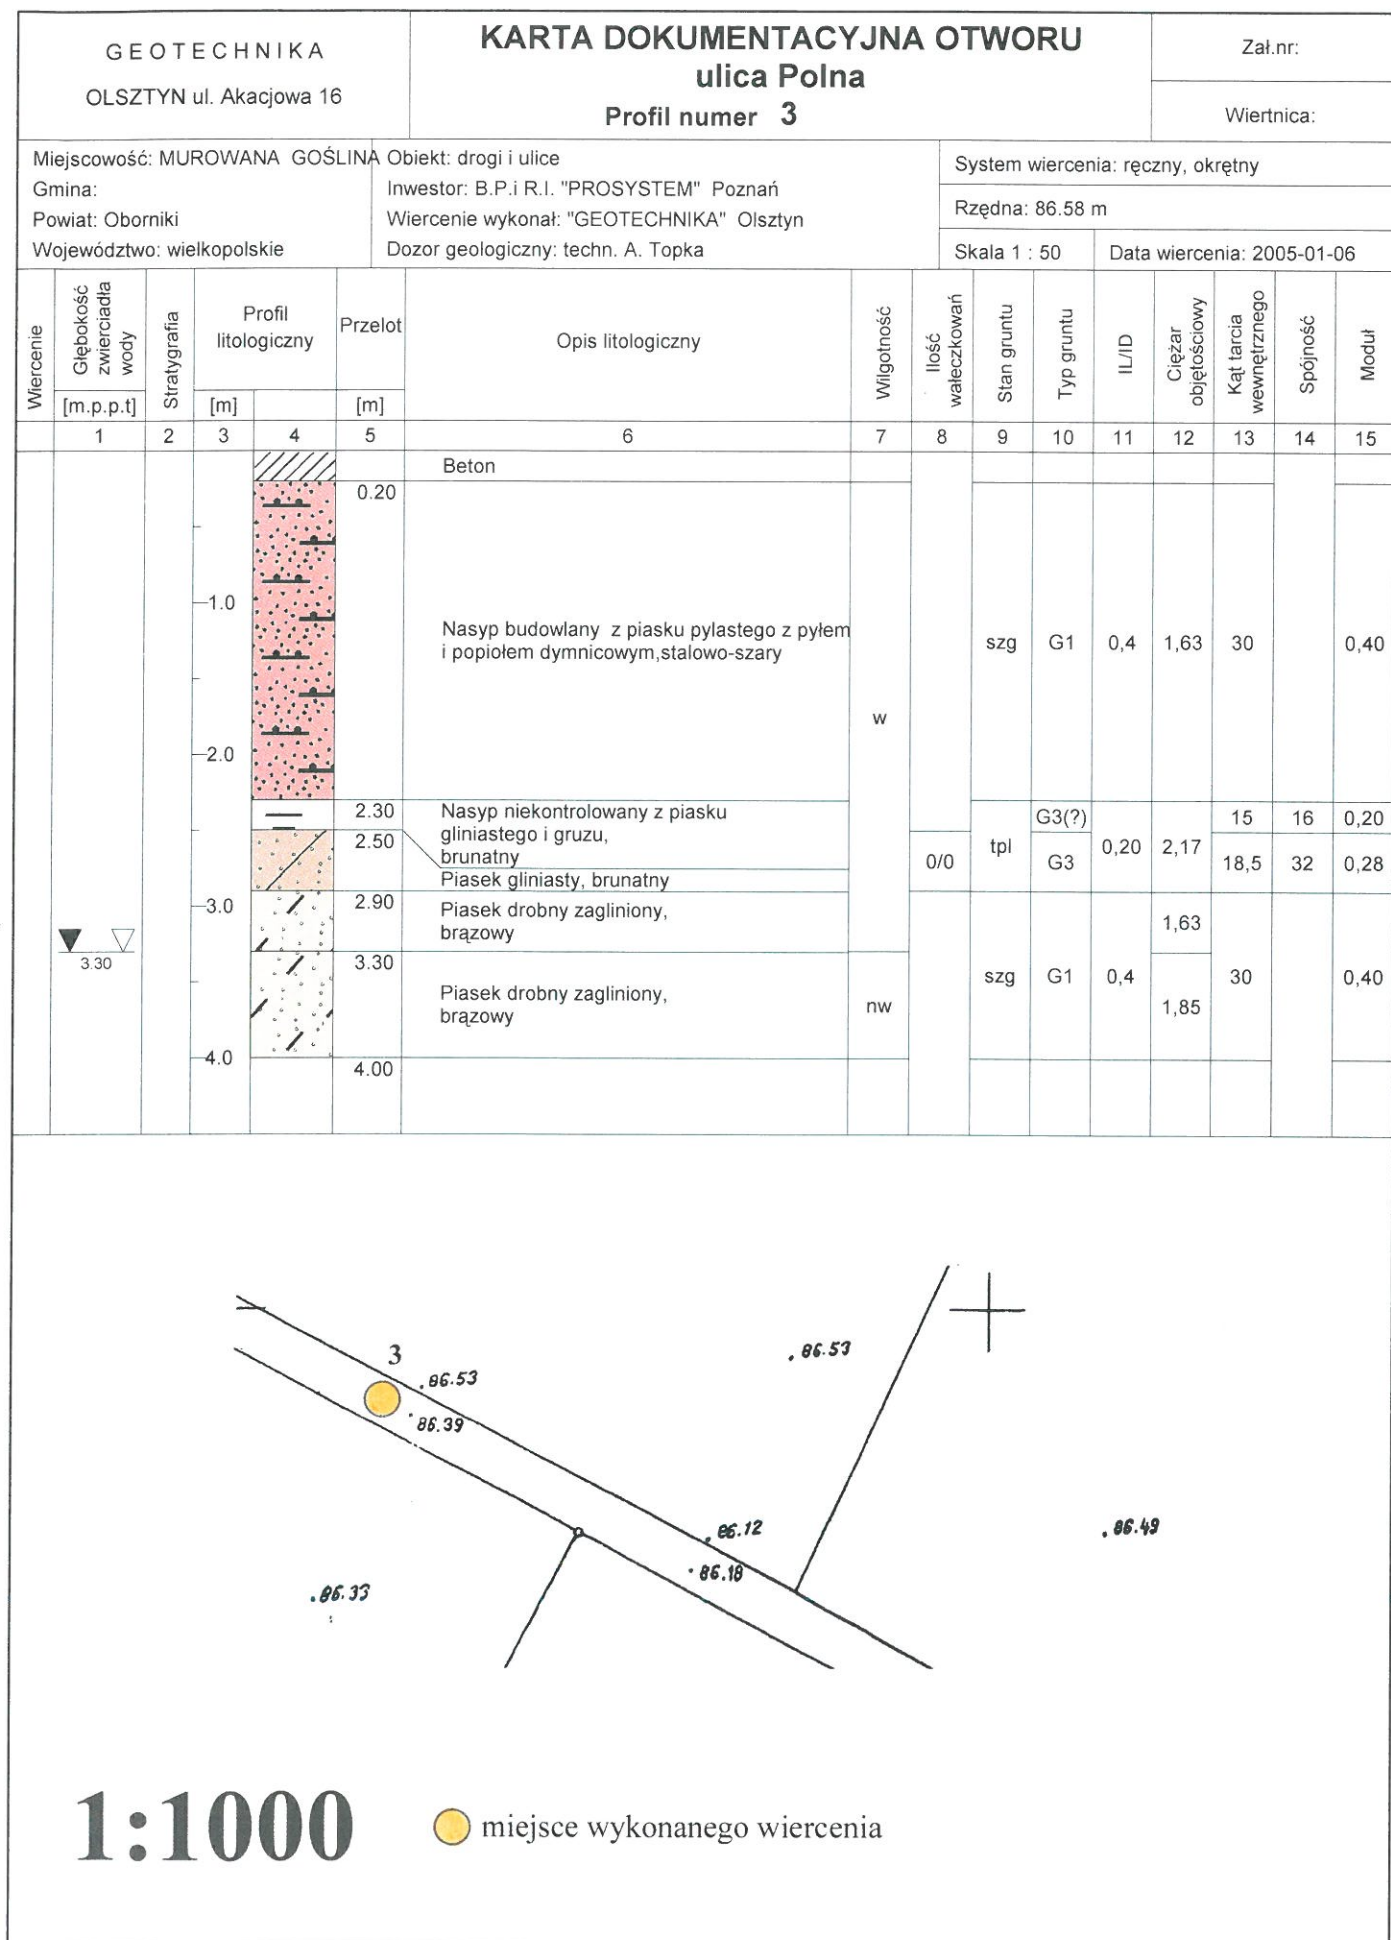 GEOTECHNIKA
OLSZTYN ul. Akacjowa 16
KARTA DOKUMENTACYJNA OTWORU
ulica Polna
Profil numer 3
Zał.nr:
Wiertnica:
Miejscowość: MUROWANA GOŚLINA
Gmina:
Powiat: Oborniki
Województwo: wielkopolskie
Obiekt: drogi i ulice
Inwestor: B.P.i R.I. "PROSYSTEM" Poznań
Wiercenie wykonał: "GEOTECHNIKA" Olsztyn
Dozor geologiczny: techn. A. Topka
System wiercenia: ręczny, okrętny
Rzędna: 86.58 m
Skala 1 : 50
Data wiercenia: 2005-01-06
Wiercenie
Głębokość
zwierciadła
wody
[m.p.p.t]
Stratygrafia
Profil
litologiczny
[m]
Przelot
[m]
Opis litologiczny
Wilgotność
Ilość
wałeczkowań
Stan gruntu
Typ gruntu
IL/ID
Ciężar
objętościowy
Kąt tarcia
wewnętrznego
Spójność
Moduł
1 2 3 4 5 6 7 8 9 10 11 12 13 14 15
Beton
0.20
1.0
Nasyp budowlany z piasku pylastego z pyłem
i popiołem dymnicowym,stalowo-szary
szg G1 0,4 1,63 30 0,40
w
2.0
2.30
Nasyp niekontrolowany z piasku
gliniastego i gruzu,
brunatny
G3(?) 15 16 0,20
2.50
tpl 0,20 2,17
Piasek gliniasty, brunatny
0/0 G3 18,5 32 0,28
3.0
2.90
Piasek drobny zagliniony,
brązowy
1,63
3.30
3.30
Piasek drobny zagliniony,
brązowy
nw
szg G1 0,4 30 0,40
1,85
4.0
4.00
3
86.53
86.53
86.39
86.12
86.49
86.18
86.33
1:1000
miejsce wykonanego wiercenia